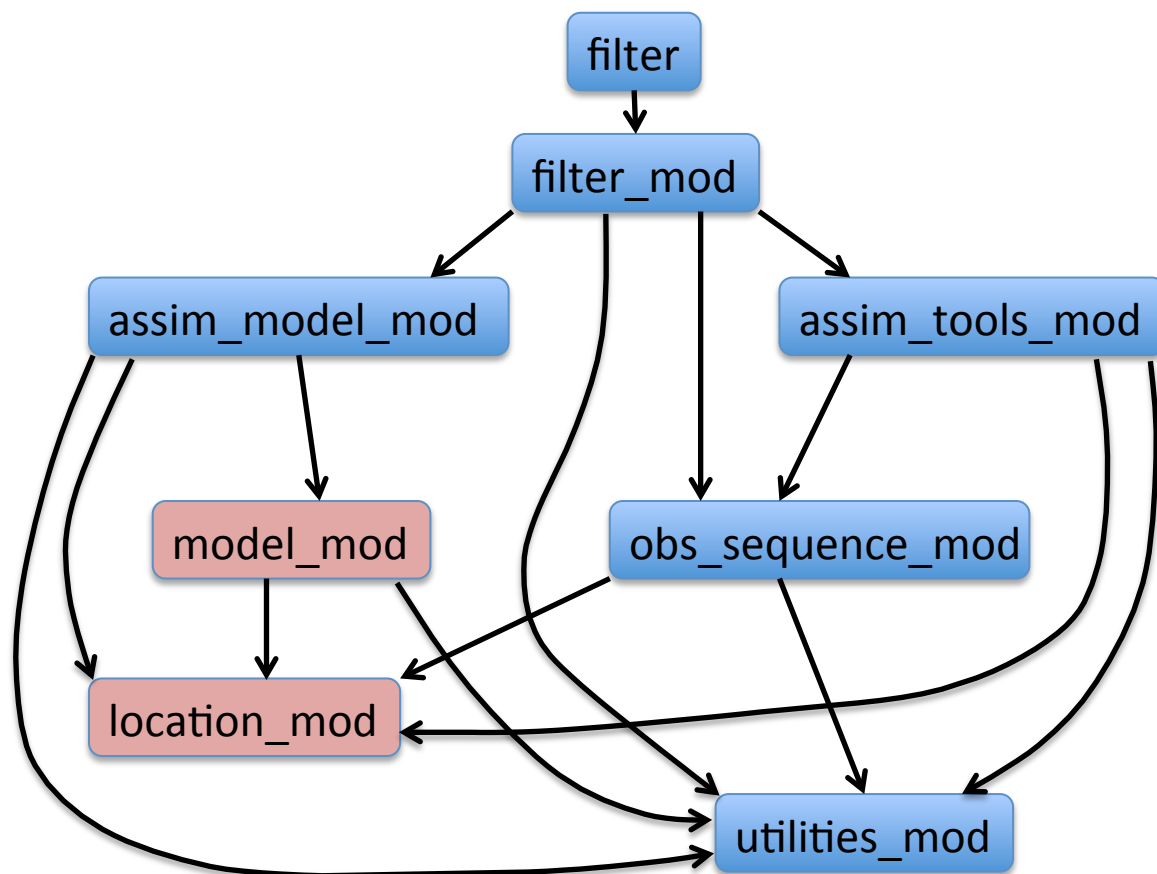 filter
filter_mod
assim_model_mod
assim_tools_mod
model_mod
obs_sequence_mod
location_mod
utilities_mod